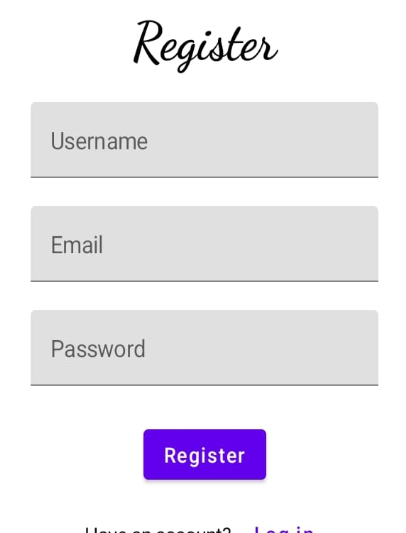 Register
Username
Email
Password
Register
Have an account? Log in